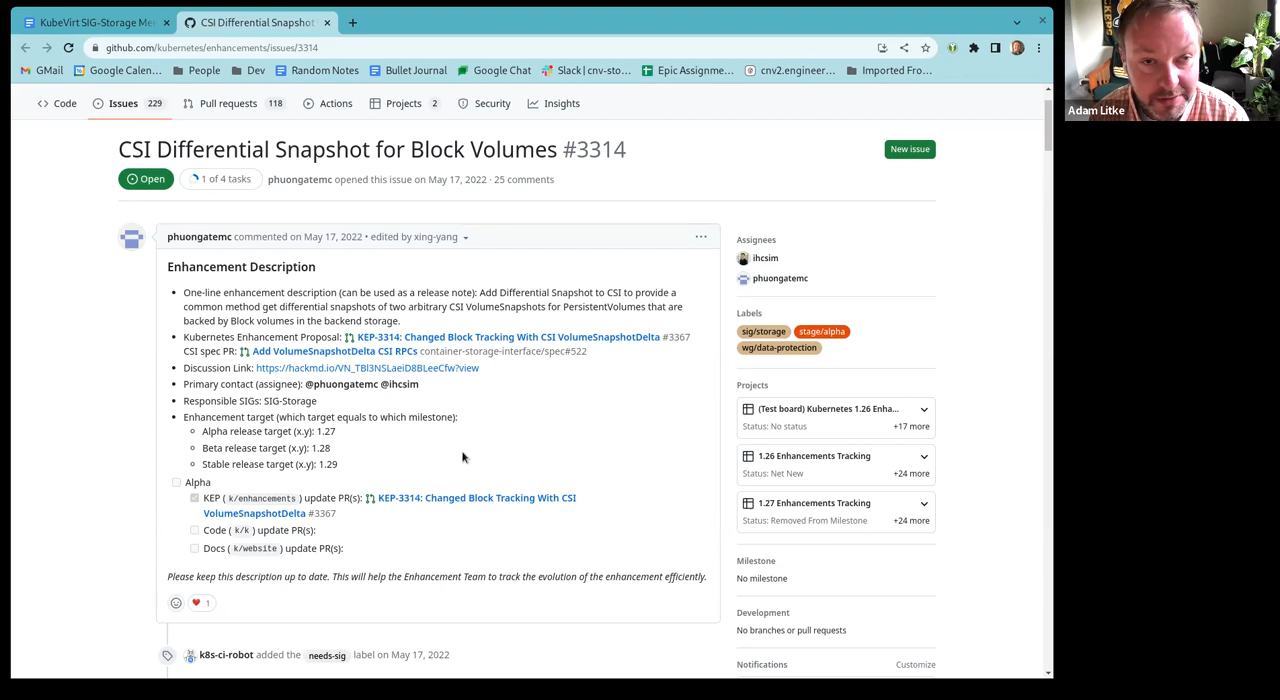 KubeVirt SIG-Storage Me
CSI Differential Snapshot
github.com/kubernetes/enhancements/issues/3314
GMail
Google Calen...
People
Dev
Random Notes
Bullet Journal
Google Chat
Slack | cnv-sto...
Epic Assignme...
cnv2.engineer...
Imported Fro...
Code
Issues 229
Pull requests 118
Actions
Projects 2
Security
Insights
CSI Differential Snapshot for Block Volumes #3314
New issue
Open
1 of 4 tasks
phuongatemc opened this issue on May 17, 2022 · 25 comments
phuongatemc commented on May 17, 2022 • edited by xing-yang
Enhancement Description
• One-line enhancement description (can be used as a release note): Add Differential Snapshot to CSI to provide a
common method get differential snapshots of two arbitrary CSI VolumeSnapshots for PersistentVolumes that are
backed by Block volumes in the backend storage.
• Kubernetes Enhancement Proposal: KEP-3314: Changed Block Tracking With CSI VolumeSnapshotDelta #3367
CSI spec PR: Add VolumeSnapshotDelta CSI RPCs container-storage-interface/spec#522
• Discussion Link: https://hackmd.io/VN_TBl3NSLaeiD8BLeeCfw?view
• Primary contact (assignee): @phuongatemc @ihcsim
• Responsible SIGs: SIG-Storage
• Enhancement target (which target equals to which milestone):
Alpha release target (x.y): 1.27
Beta release target (x.y): 1.28
Stable release target (x.y): 1.29
Alpha
KEP ( k/enhancements ) update PR(s): KEP-3314: Changed Block Tracking With CSI
VolumeSnapshotDelta #3367
Code ( k/k ) update PR(s):
Docs ( k/website ) update PR(s):
Please keep this description up to date. This will help the Enhancement Team to track the evolution of the enhancement efficiently.
1
k8s-ci-robot added the needs-sig label on May 17, 2022
Assignees
ihcsim
phuongatemc
Labels
sig/storage stage/alpha
wg/data-protection
Projects
(Test board) Kubernetes 1.26 Enha...
Status: No status +17 more
1.26 Enhancements Tracking
Status: Net New +24 more
1.27 Enhancements Tracking
Status: Removed From Milestone +24 more
Milestone
No milestone
Development
No branches or pull requests
Notifications Customize
Adam Litke